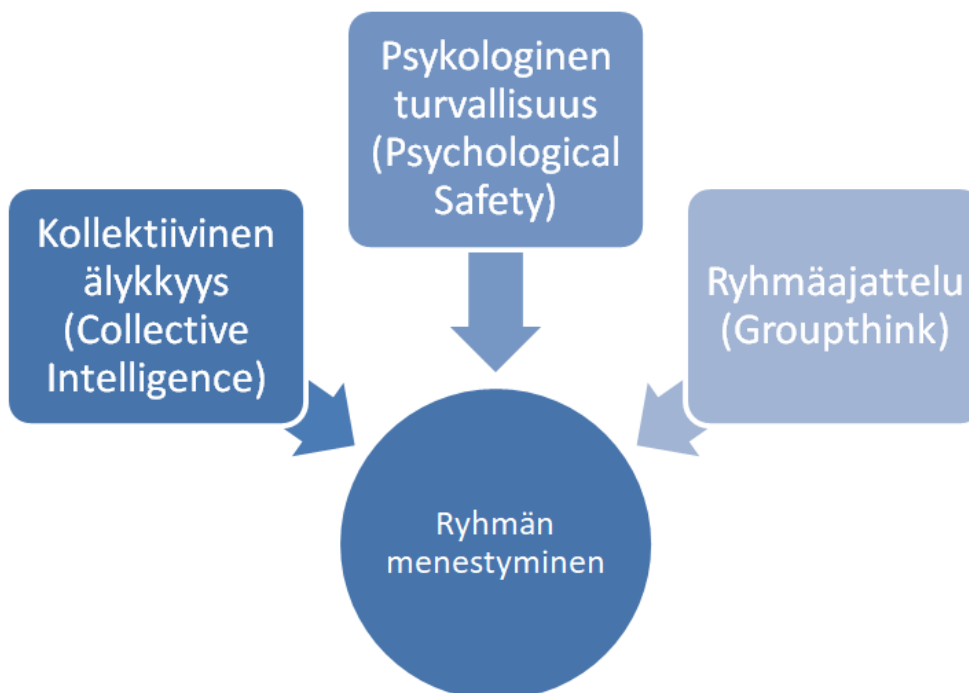 Psykologinen
turvallisuus
(Psychological
Safety)
Kollektiivinen
älykkyys
(Collective
Intelligence)
Ryhmäajattelu
(Groupthink)
Ryhmän
menestyminen